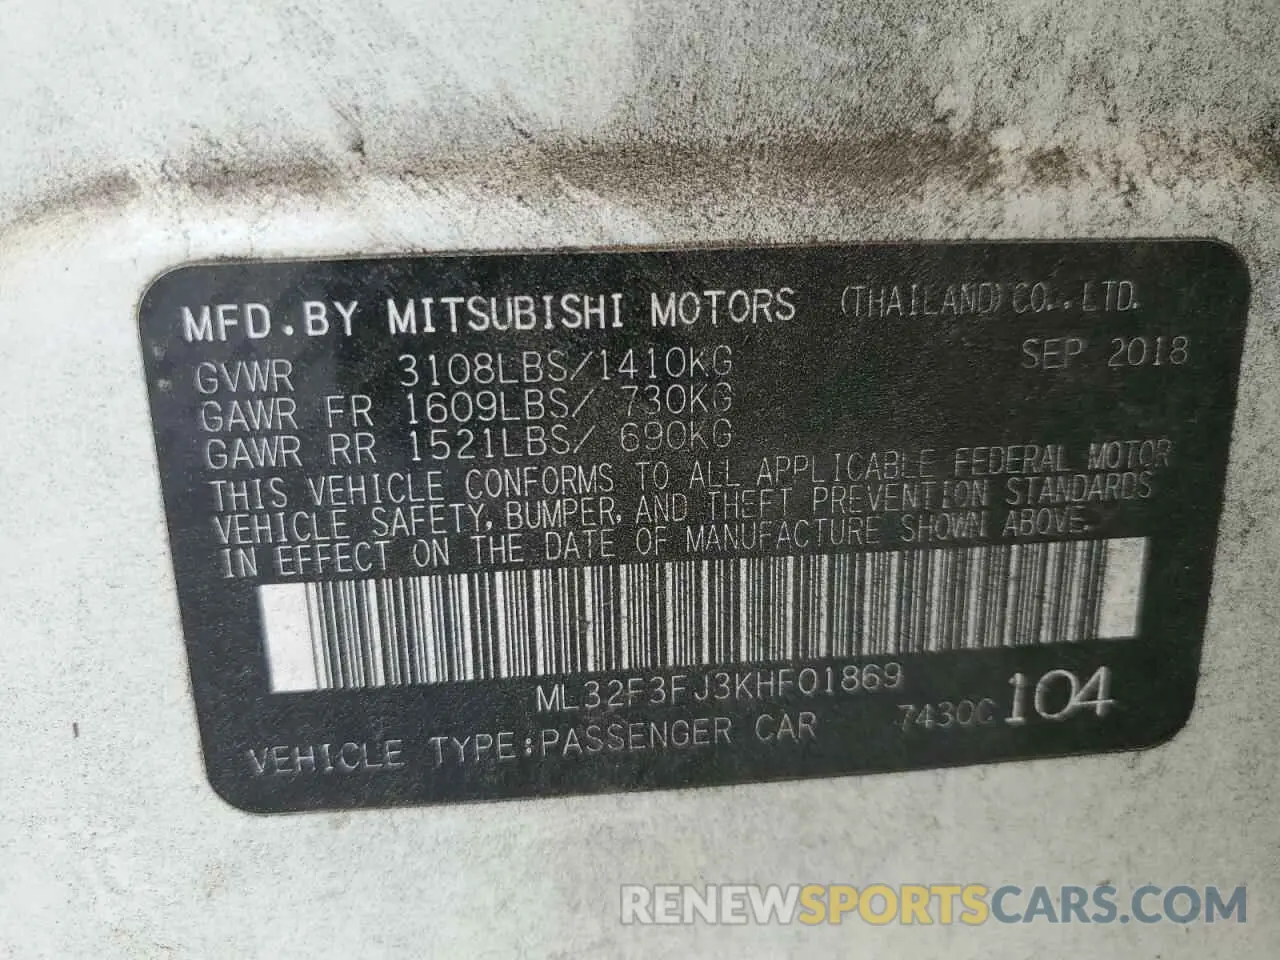 MFD.BY MITSUBISHI MOTORS (THAILAND) CO.,LTD.
GVWR 3108LBS/1410KG SEP 2018
GAWR FR 1609LBS/ 730KG
GAWR RR 1521LBS/ 690KG
THIS VEHICLE CONFORMS TO ALL APPLICABLE FEDERAL MOTOR
VEHICLE SAFETY, BUMPER, AND THEFT PREVENTION STANDARDS
IN EFFECT ON THE DATE OF MANUFACTURE SHOWN ABOVE.
ML32F3FJ3KHF01869
VEHICLE TYPE:PASSENGER CAR 7430C 104
RENEWSPORTSCARS.COM